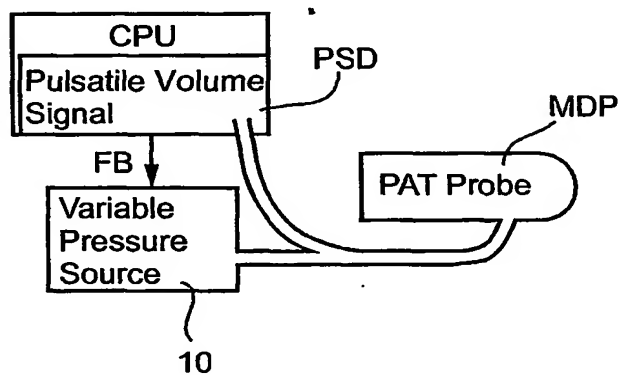 CPU
Pulsatile Volume
Signal
PSD
MDP
FB
PAT Probe
Variable
Pressure
Source
10